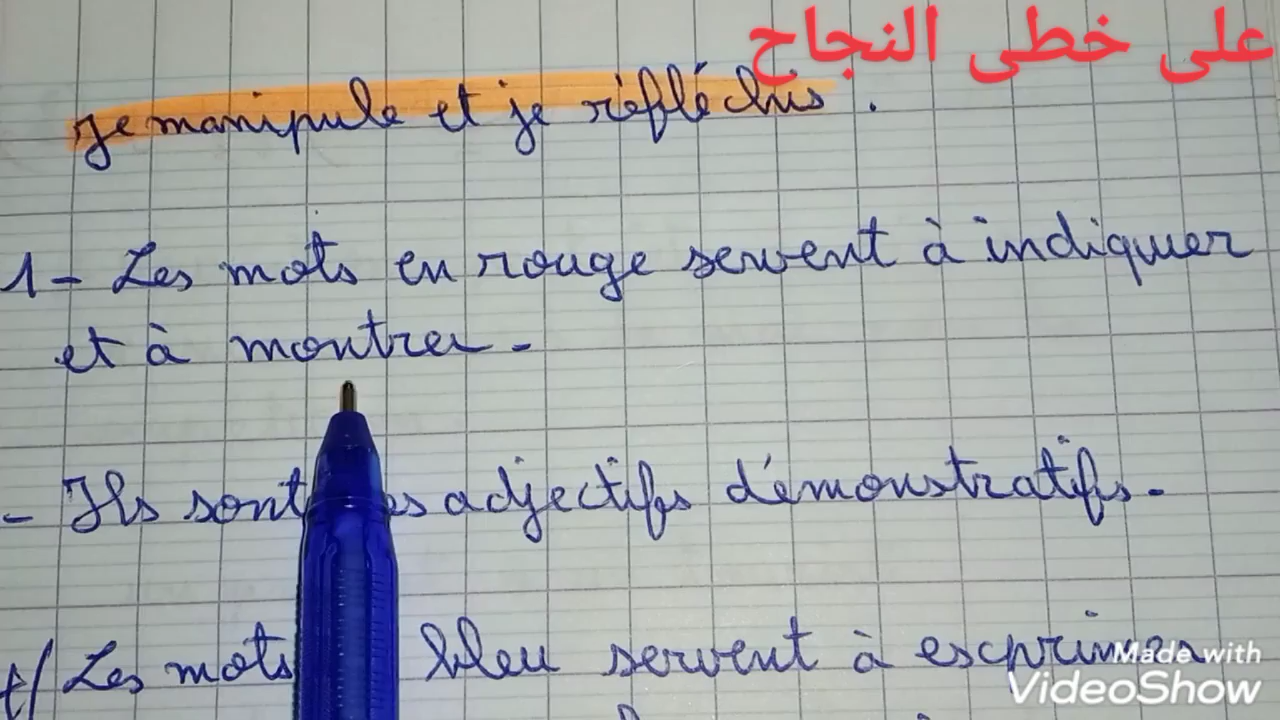 على خطى النجاح
Je manipule et je réfléchis.
1- Les mots en rouge servent à indiquer
et à montrer.
- Ils sont adjectifs démonstratifs.
Les mots bleu servent à exprimer
Made with
VideoShow